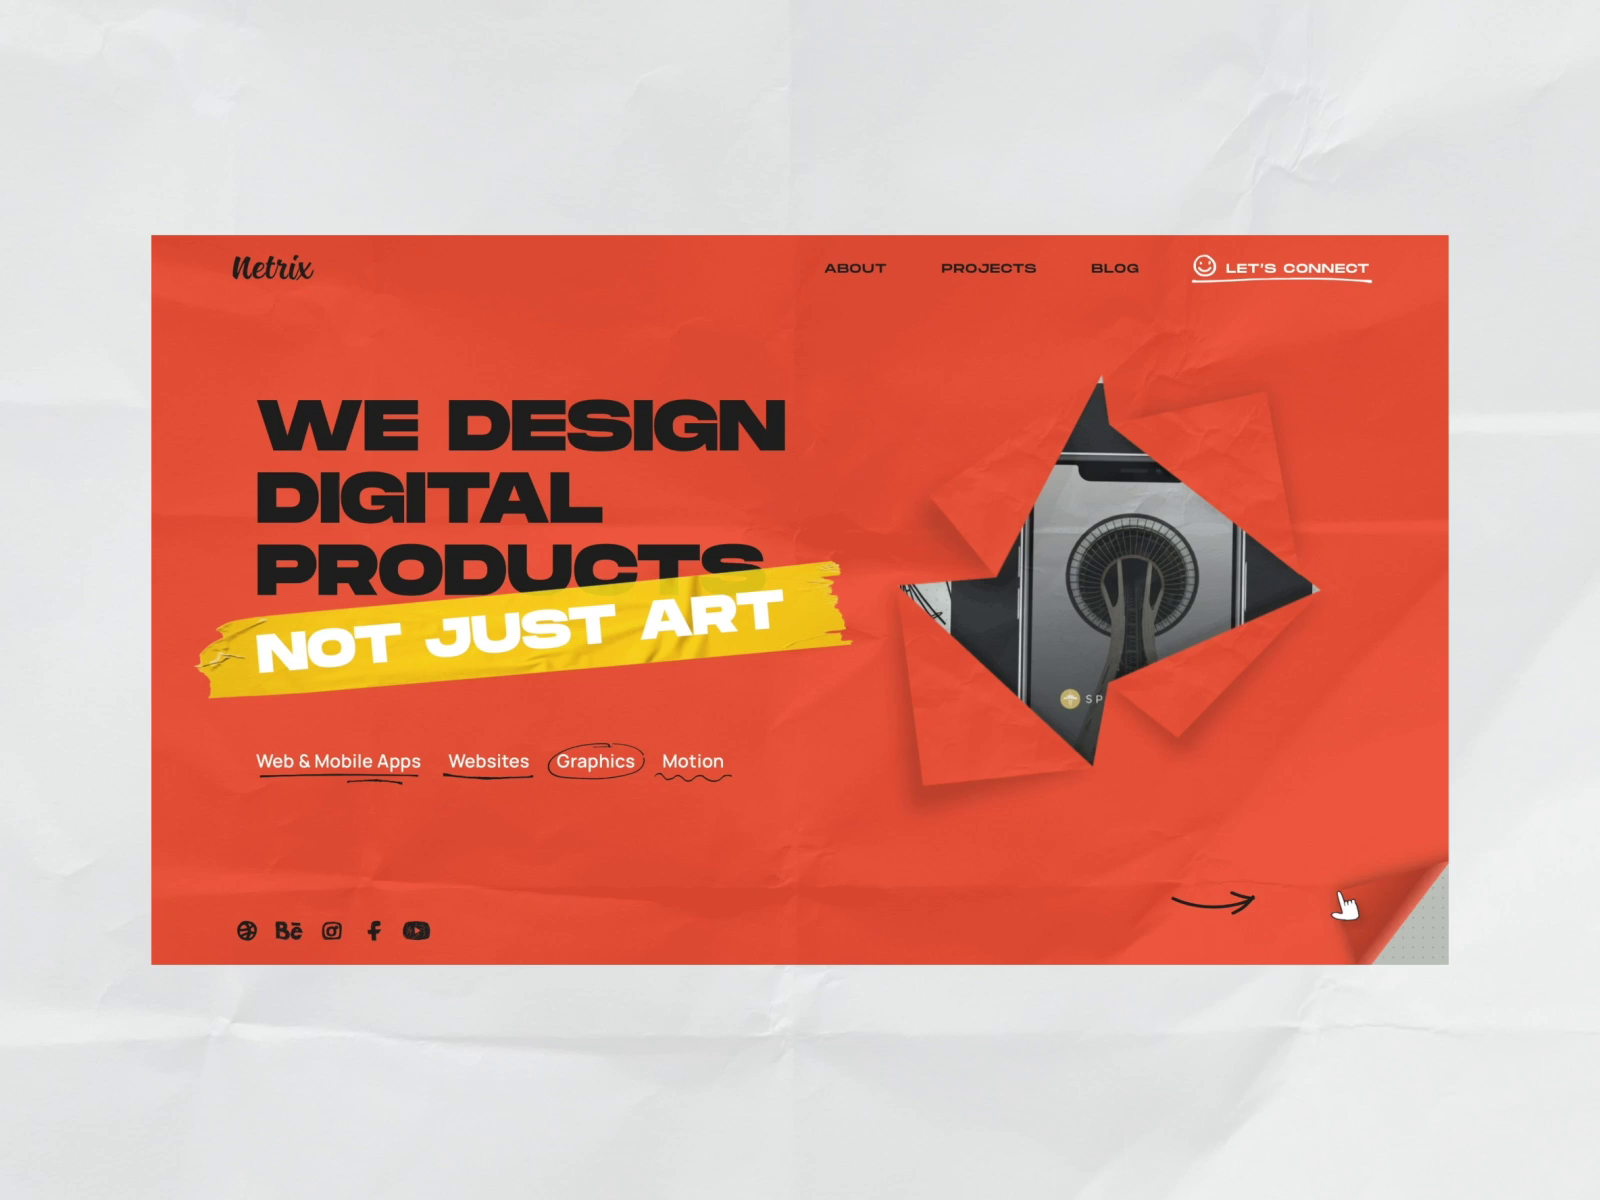 Netrix
ABOUT PROJECTS BLOG LET'S CONNECT
WE DESIGN
DIGITAL
PRODUCTS
NOT JUST ART
Web & Mobile Apps Websites Graphics Motion
SP
Bē